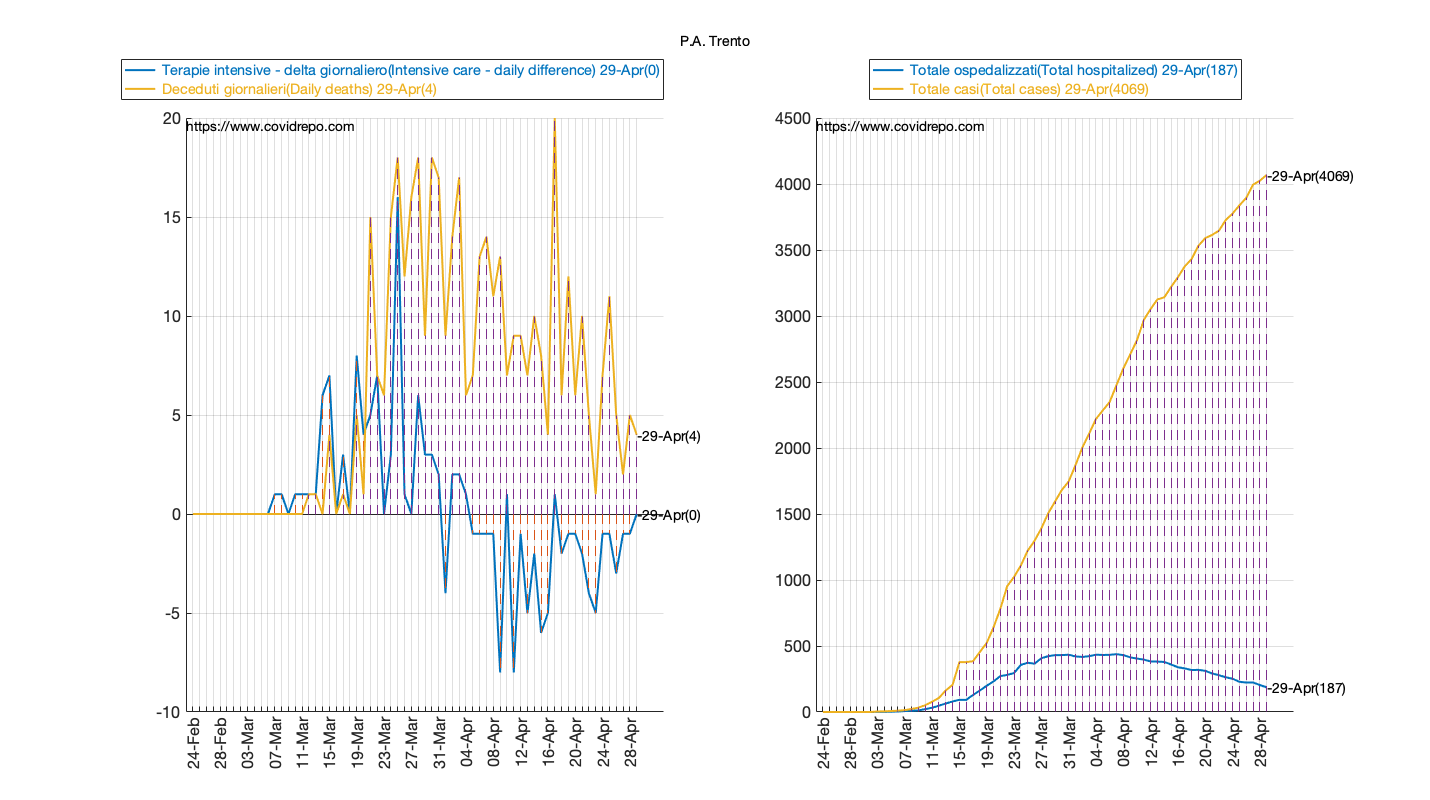 P.A. Trento
Terapie intensive - delta giornaliero(Intensive care - daily difference) 29-Apr(0)
Deceduti giornalieri(Daily deaths) 29-Apr(4)
https://www.covidrepo.com
20
15
10
5
0
-5
-10
-29-Apr(4)
-29-Apr(0)
24-Feb
28-Feb
03-Mar
07-Mar
11-Mar
15-Mar
19-Mar
23-Mar
27-Mar
31-Mar
04-Apr
08-Apr
12-Apr
16-Apr
20-Apr
24-Apr
28-Apr
Totale ospedalizzati(Total hospitalized) 29-Apr(187)
Totale casi(Total cases) 29-Apr(4069)
https://www.covidrepo.com
4500
4000
3500
3000
2500
2000
1500
1000
500
0
-29-Apr(4069)
-29-Apr(187)
24-Feb
28-Feb
03-Mar
07-Mar
11-Mar
15-Mar
19-Mar
23-Mar
27-Mar
31-Mar
04-Apr
08-Apr
12-Apr
16-Apr
20-Apr
24-Apr
28-Apr